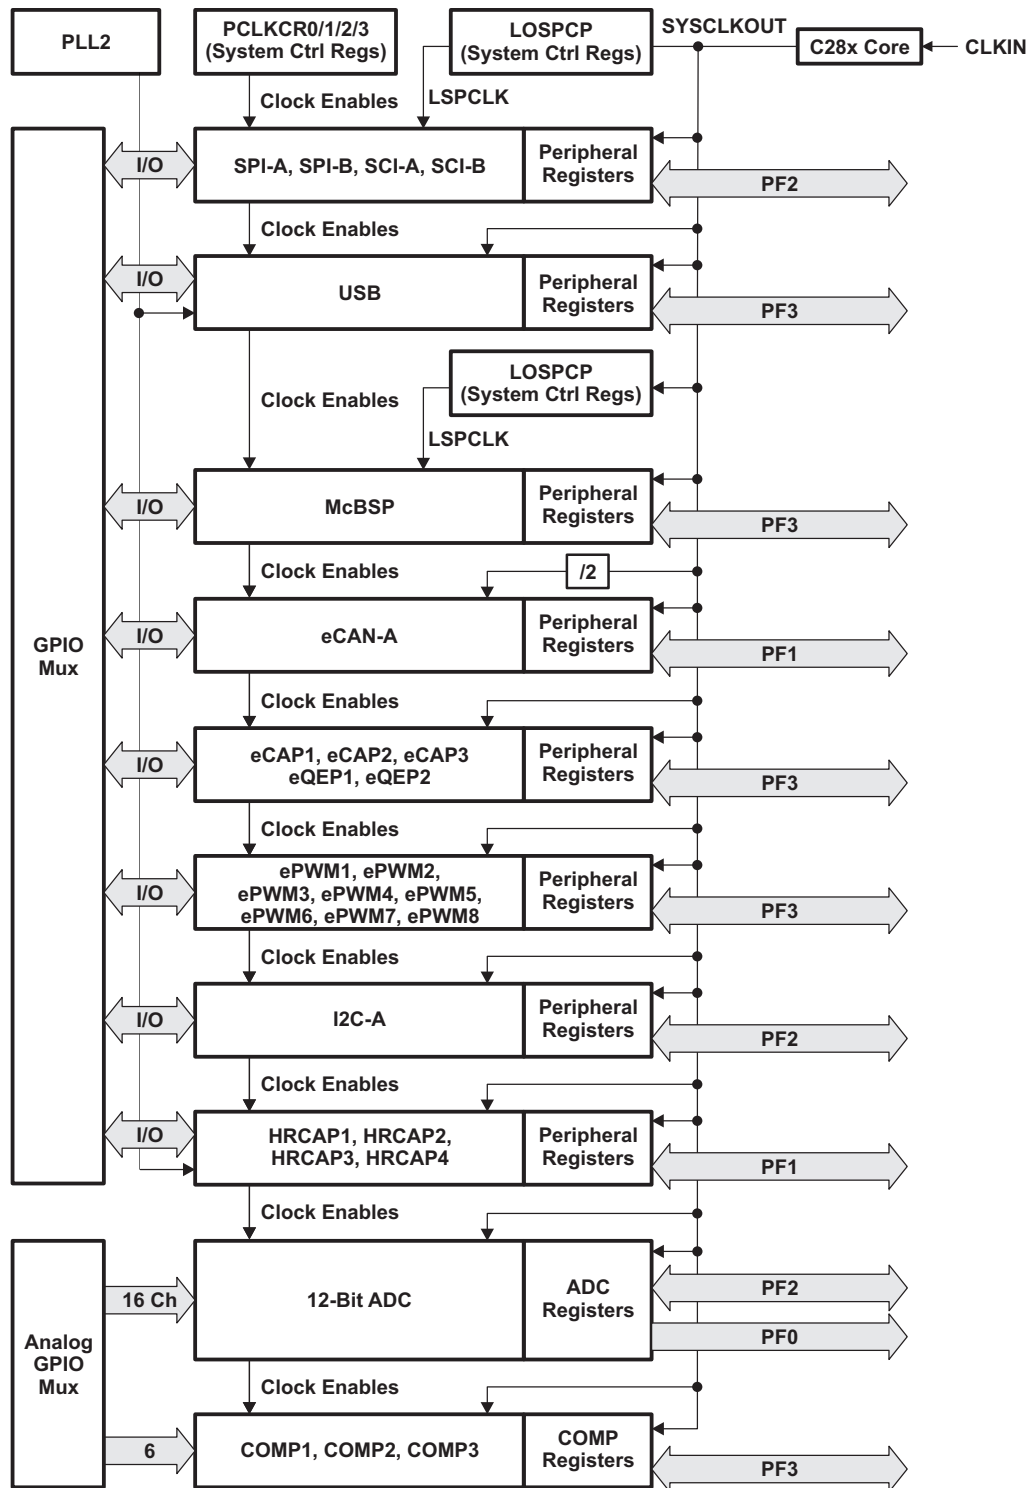 PLL2
PCLKCR0/1/2/3
(System Ctrl Regs)
LOSPCP
(System Ctrl Regs)
SYSCLKOUT
C28x Core
CLKIN
Clock Enables
LSPCLK
I/O
SPI-A, SPI-B, SCI-A, SCI-B
Peripheral
Registers
PF2
Clock Enables
I/O
USB
Peripheral
Registers
PF3
LOSPCP
(System Ctrl Regs)
Clock Enables
LSPCLK
I/O
McBSP
Peripheral
Registers
PF3
Clock Enables
/2
GPIO
Mux
I/O
eCAN-A
Peripheral
Registers
PF1
Clock Enables
I/O
eCAP1, eCAP2, eCAP3
eQEP1, eQEP2
Peripheral
Registers
PF3
Clock Enables
I/O
ePWM1, ePWM2,
ePWM3, ePWM4, ePWM5,
ePWM6, ePWM7, ePWM8
Peripheral
Registers
PF3
Clock Enables
I/O
I2C-A
Peripheral
Registers
PF2
Clock Enables
I/O
HRCAP1, HRCAP2,
HRCAP3, HRCAP4
Peripheral
Registers
PF1
Clock Enables
Analog
GPIO
Mux
16 Ch
12-Bit ADC
ADC
Registers
PF2
PF0
Clock Enables
6
COMP1, COMP2, COMP3
COMP
Registers
PF3